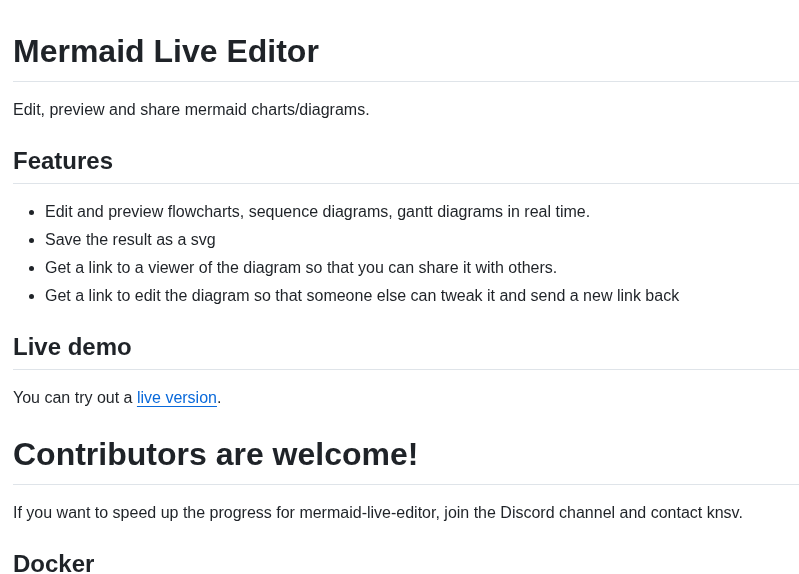 Mermaid Live Editor
Edit, preview and share mermaid charts/diagrams.
Features
Edit and preview flowcharts, sequence diagrams, gantt diagrams in real time.
Save the result as a svg
Get a link to a viewer of the diagram so that you can share it with others.
Get a link to edit the diagram so that someone else can tweak it and send a new link back
Live demo
You can try out a live version.
Contributors are welcome!
If you want to speed up the progress for mermaid-live-editor, join the Discord channel and contact knsv.
Docker